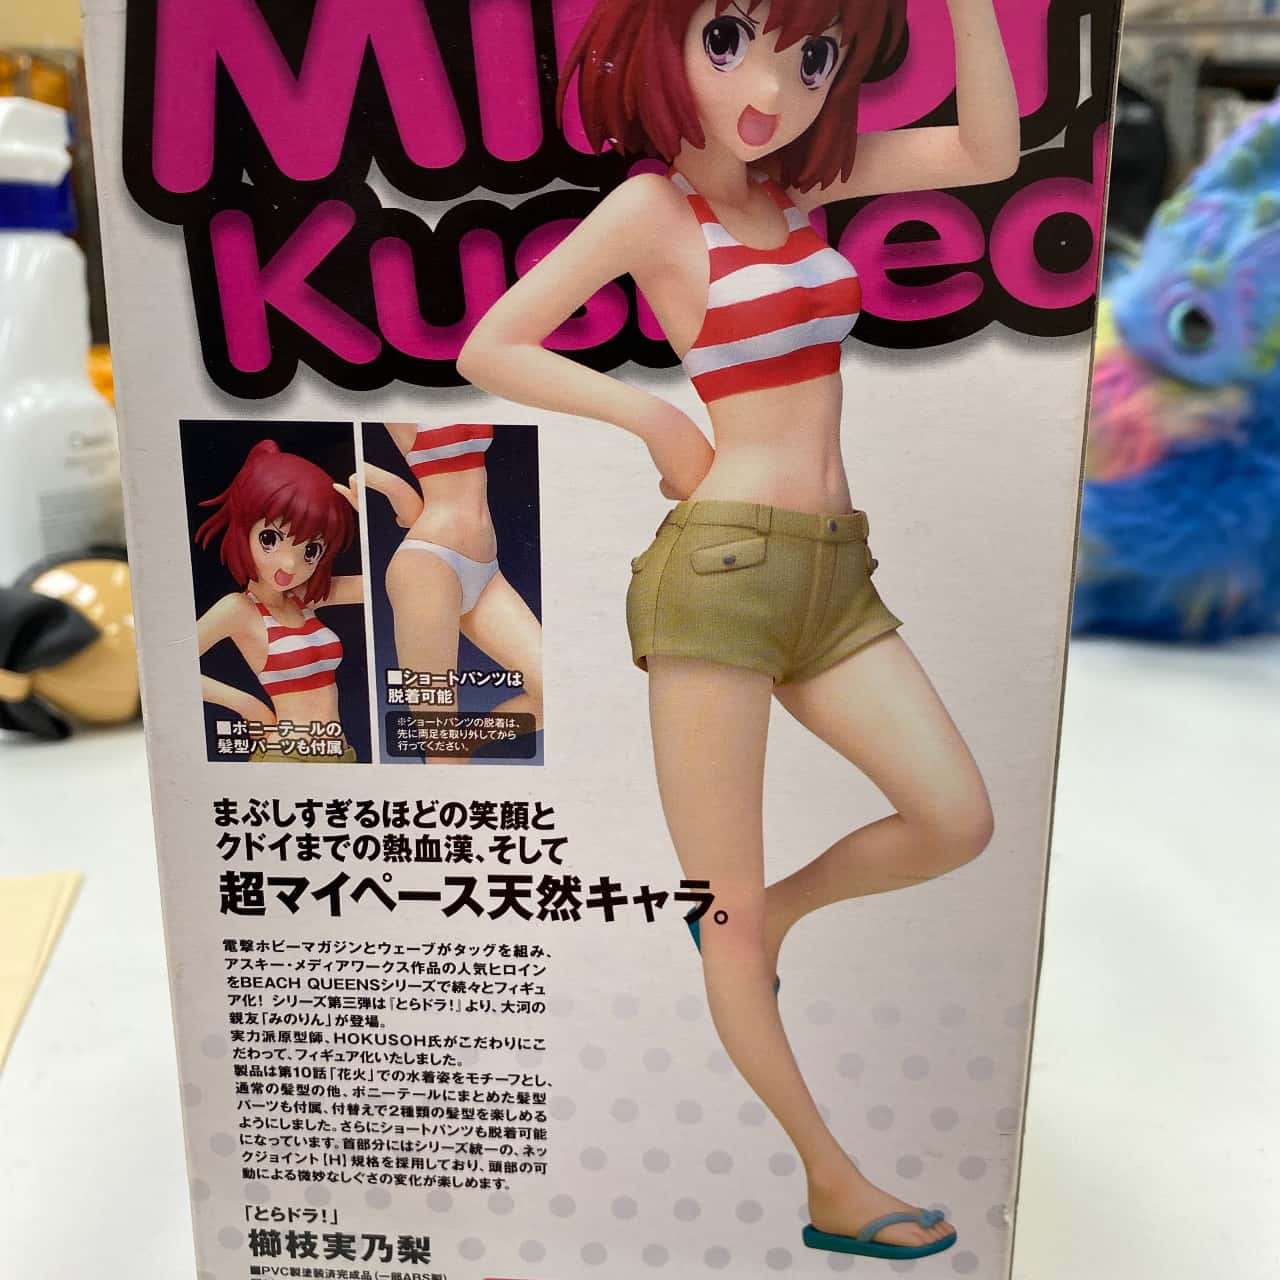 Kus
ed
■ポニーテールの
髪型パーツも付属
■ショートパンツは
脱着可能
※ショートパンツの脱着は、
先に両足を取り外してから
行ってください。
まぶしすぎるほどの笑顔と
クドイまでの熱血漢、そして
超マイペース天然キャラ。
電撃ホビーマガジンとウェーブがタッグを組み、
アスキー・メディアワークス作品の人気ヒロイン
をBEACH QUEENSシリーズで続々とフィギュ
ア化! シリーズ第三弾は『とらドラ!』より、大河の
親友「みのりん」が登場。
実力派原型師、HOKUSOH氏がこだわりにこ
だわって、フィギュア化いたしました。
製品は第10話「花火」での水着姿をモチーフとし、
通常の髪型の他、ポニーテールにまとめた髪型
パーツも付属、付替えで2種類の髪型を楽しめる
ようにしました。さらにショートパンツも脱着可能
になっています。首部分にはシリーズ統一の、ネッ
クジョイント【H】規格を採用しており、頭部の可
動による微妙なしぐさの変化が楽しめます。
「とらドラ!」
櫛枝実乃梨
■PVC製塗装済完成品(一部ABS製)